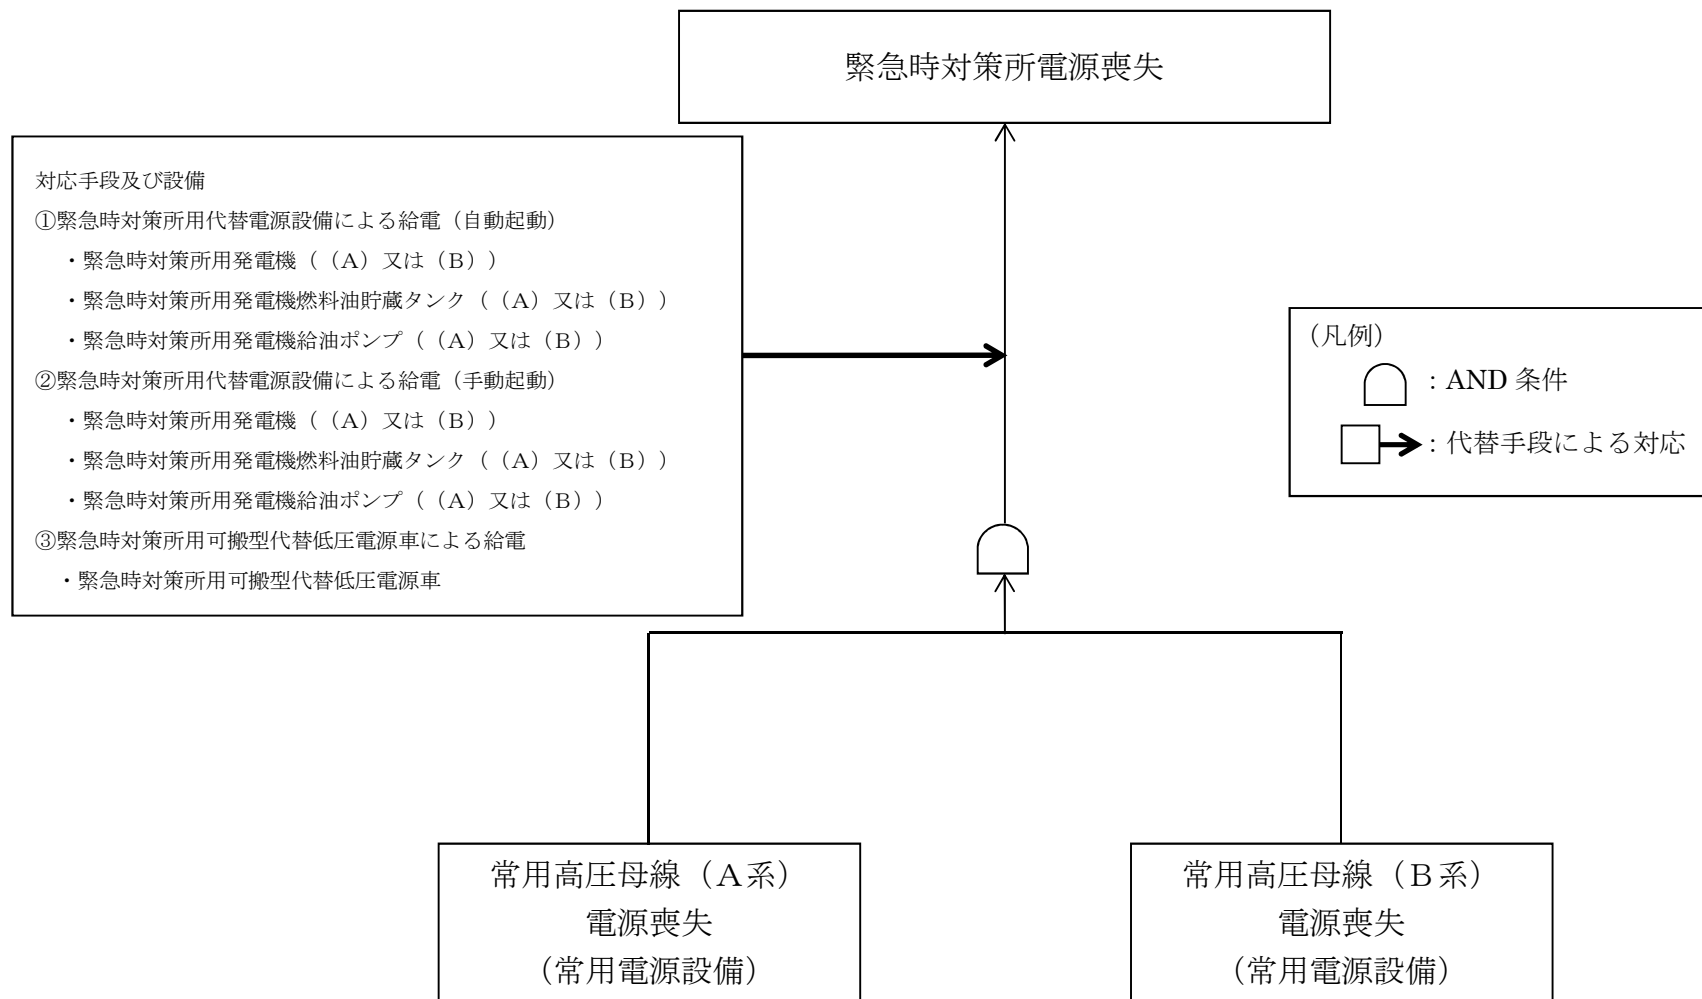 緊急時対策所電源喪失
対応手段及び設備
①緊急時対策所用代替電源設備による給電（自動起動）
・緊急時対策所用発電機（（Ａ）又は（Ｂ））
・緊急時対策所用発電機燃料油貯蔵タンク（（Ａ）又は（Ｂ））
・緊急時対策所用発電機給油ポンプ（（Ａ）又は（Ｂ））
②緊急時対策所用代替電源設備による給電（手動起動）
・緊急時対策所用発電機（（Ａ）又は（Ｂ））
・緊急時対策所用発電機燃料油貯蔵タンク（（Ａ）又は（Ｂ））
・緊急時対策所用発電機給油ポンプ（（Ａ）又は（Ｂ））
③緊急時対策所用可搬型代替低圧電源車による給電
・緊急時対策所用可搬型代替低圧電源車
（凡例）
：AND 条件
：代替手段による対応
常用高圧母線（Ａ系）
電源喪失
（常用電源設備）
常用高圧母線（Ｂ系）
電源喪失
（常用電源設備）